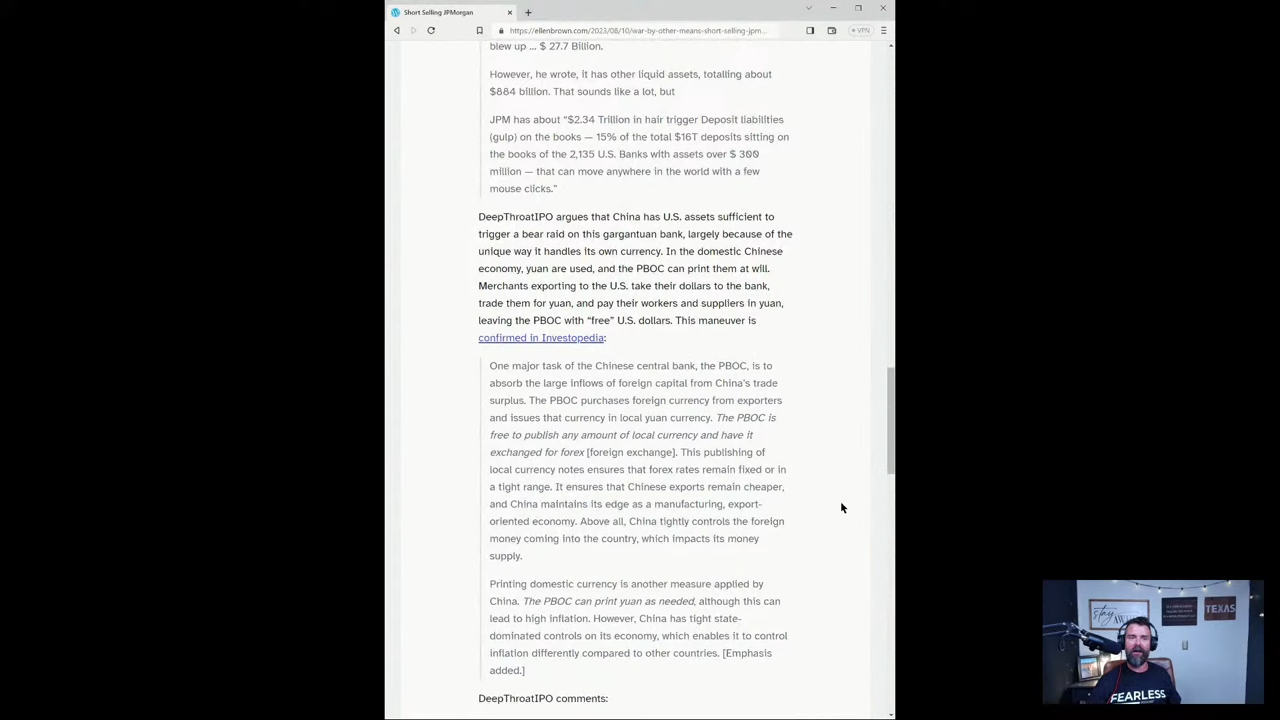 Short Selling JPMorgan
https://ellenbrown.com/2023/08/10/war-by-other-means-short-selling-jpm...
VPN
blew up … $ 27.7 Billion.
However, he wrote, it has other liquid assets, totalling about
$884 billion. That sounds like a lot, but
JPM has about “$2.34 Trillion in hair trigger Deposit liabilities
(gulp) on the books — 15% of the total $16T deposits sitting on
the books of the 2,135 U.S. Banks with assets over $ 300
million — that can move anywhere in the world with a few
mouse clicks.”
DeepThroatIPO argues that China has U.S. assets sufficient to
trigger a bear raid on this gargantuan bank, largely because of the
unique way it handles its own currency. In the domestic Chinese
economy, yuan are used, and the PBOC can print them at will.
Merchants exporting to the U.S. take their dollars to the bank,
trade them for yuan, and pay their workers and suppliers in yuan,
leaving the PBOC with “free” U.S. dollars. This maneuver is
confirmed in Investopedia:
One major task of the Chinese central bank, the PBOC, is to
absorb the large inflows of foreign capital from China’s trade
surplus. The PBOC purchases foreign currency from exporters
and issues that currency in local yuan currency. The PBOC is
free to publish any amount of local currency and have it
exchanged for forex [foreign exchange]. This publishing of
local currency notes ensures that forex rates remain fixed or in
a tight range. It ensures that Chinese exports remain cheaper,
and China maintains its edge as a manufacturing, export-
oriented economy. Above all, China tightly controls the foreign
money coming into the country, which impacts its money
supply.
Printing domestic currency is another measure applied by
China. The PBOC can print yuan as needed, although this can
lead to high inflation. However, China has tight state-
dominated controls on its economy, which enables it to control
inflation differently compared to other countries. [Emphasis
added.]
DeepThroatIPO comments:
stay
TEXAS
FEARLESS